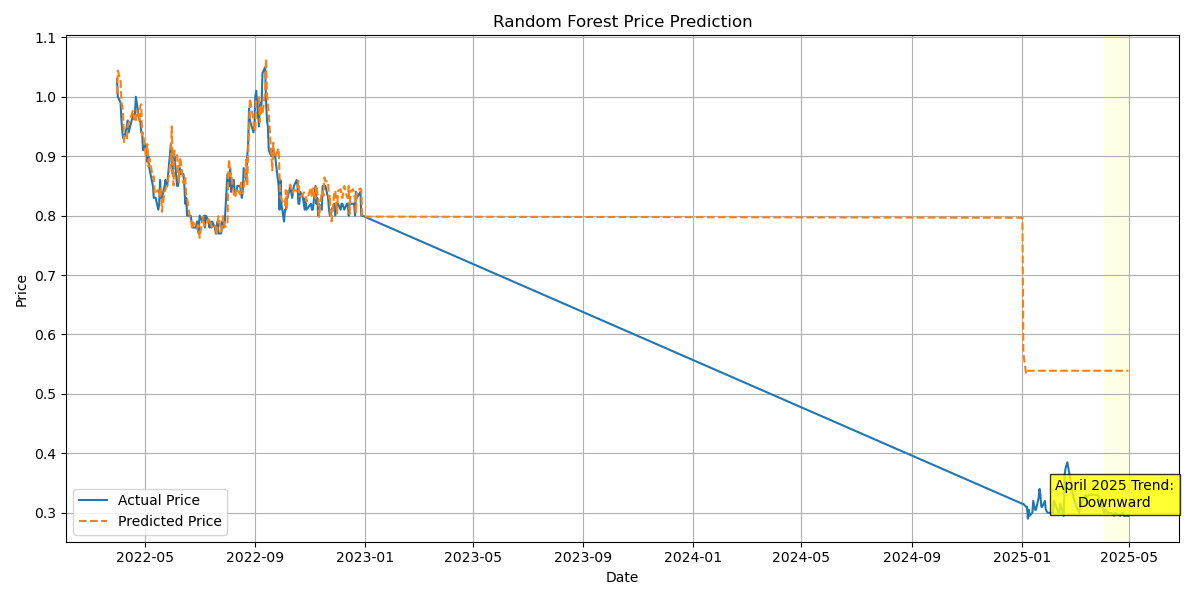 Random Forest Price Prediction
Price
1.1
1.0
0.9
0.8
0.7
0.6
0.5
0.4
0.3
April 2025 Trend:
Downward
Actual Price
Predicted Price
2022-05
2022-09
2023-01
2023-05
2023-09
2024-01
2024-05
2024-09
2025-01
2025-05
Date